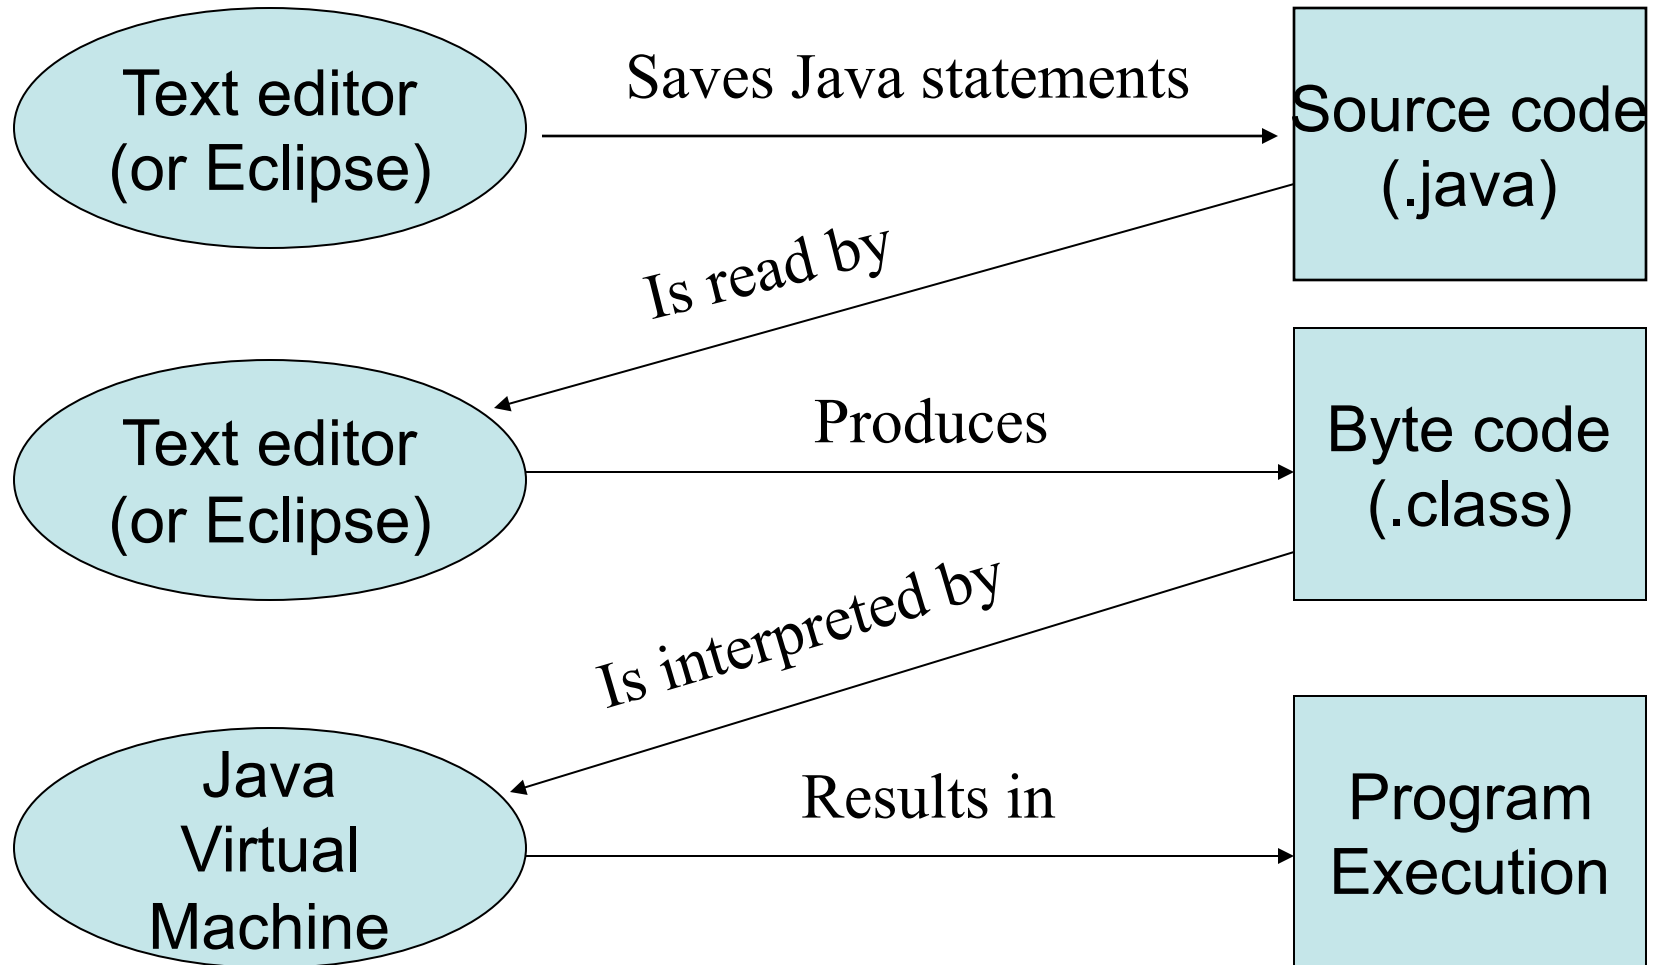 Text editor
(or Eclipse)
Saves Java statements
Source code
(.java)
Is read by
Text editor
(or Eclipse)
Produces
Byte code
(.class)
Is interpreted by
Java
Virtual
Machine
Results in
Program
Execution